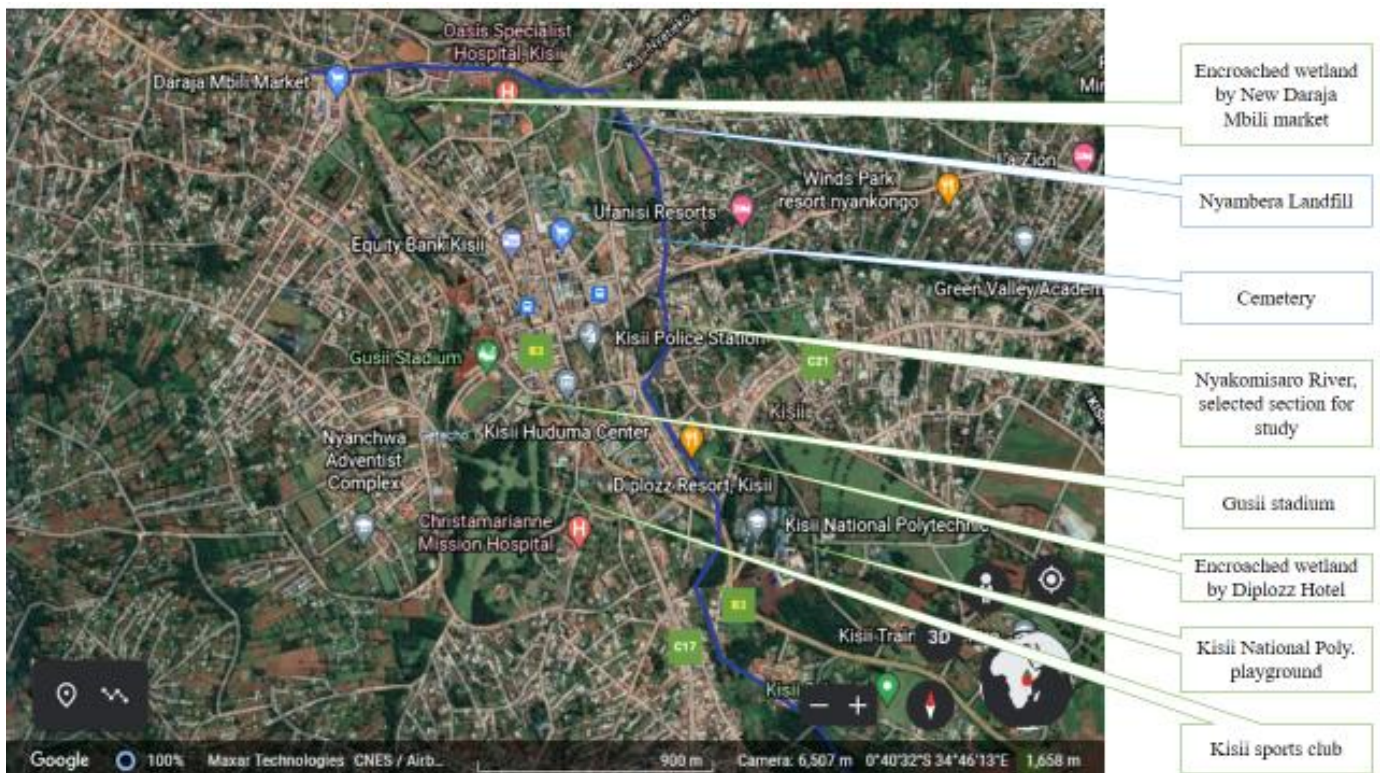 Oasis Specialist
Hospital, Kisii
Daraja Mbili Market
La Zion
Winds Park
resort nyankongo
Ufanisi Resorts
Equity Bank Kisii
Green Valley Academ
Kisii Police Station
Gusii Stadium
B3
C21
Kisii
Kisii Huduma Center
Nyanchwa
Adventist
Complex
Diplozz Resort, Kisii
Christamarianne
Mission Hospital
Kisii National Polytechnic
B3
Kisii Train
3D
C17
Kisii
Google
100%
Maxar Technologies CNES / Airb...
900 m
Camera: 6,507 m
0°40'32"S 34°46'13"E
1,658 m
Encroached wetland
by New Daraja
Mbili market
Nyambera Landfill
Cemetery
Nyakomisaro River,
selected section for
study
Gusii stadium
Encroached wetland
by Diplozz Hotel
Kisii National Poly.
playground
Kisii sports club